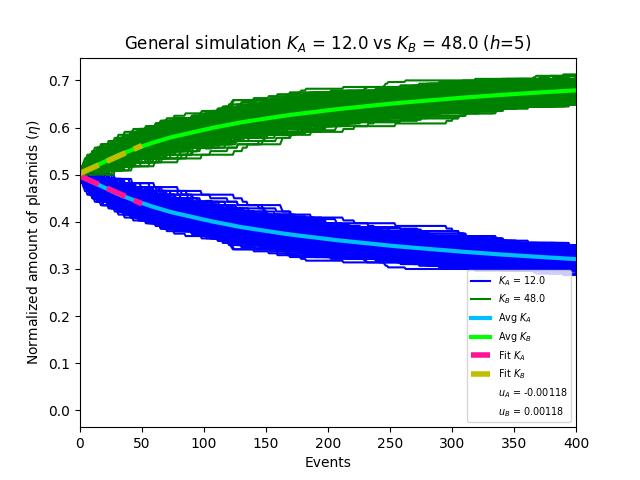 General simulation K_A = 12.0 vs K_B = 48.0 (h=5)
Normalized amount of plasmids (η)
0.7
0.6
0.5
0.4
0.3
0.2
0.1
0.0
K_A = 12.0
K_B = 48.0
Avg K_A
Avg K_B
Fit K_A
Fit K_B
u_A = -0.00118
u_B = 0.00118
0 50 100 150 200 250 300 350 400
Events